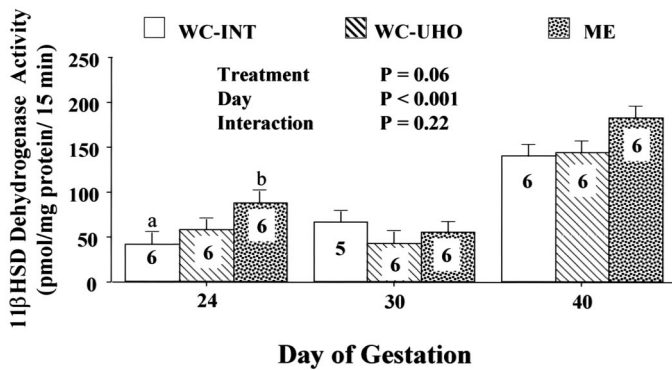 WC-INT WC-UHO ME
11βHSD Dehydrogenase Activity
(pmol/mg protein/ 15 min)
250
200
150
100
50
0
Treatment P = 0.06
Day P < 0.001
Interaction P = 0.22
a b
6 6 6 5 6 6 6 6 6
24 30 40
Day of Gestation